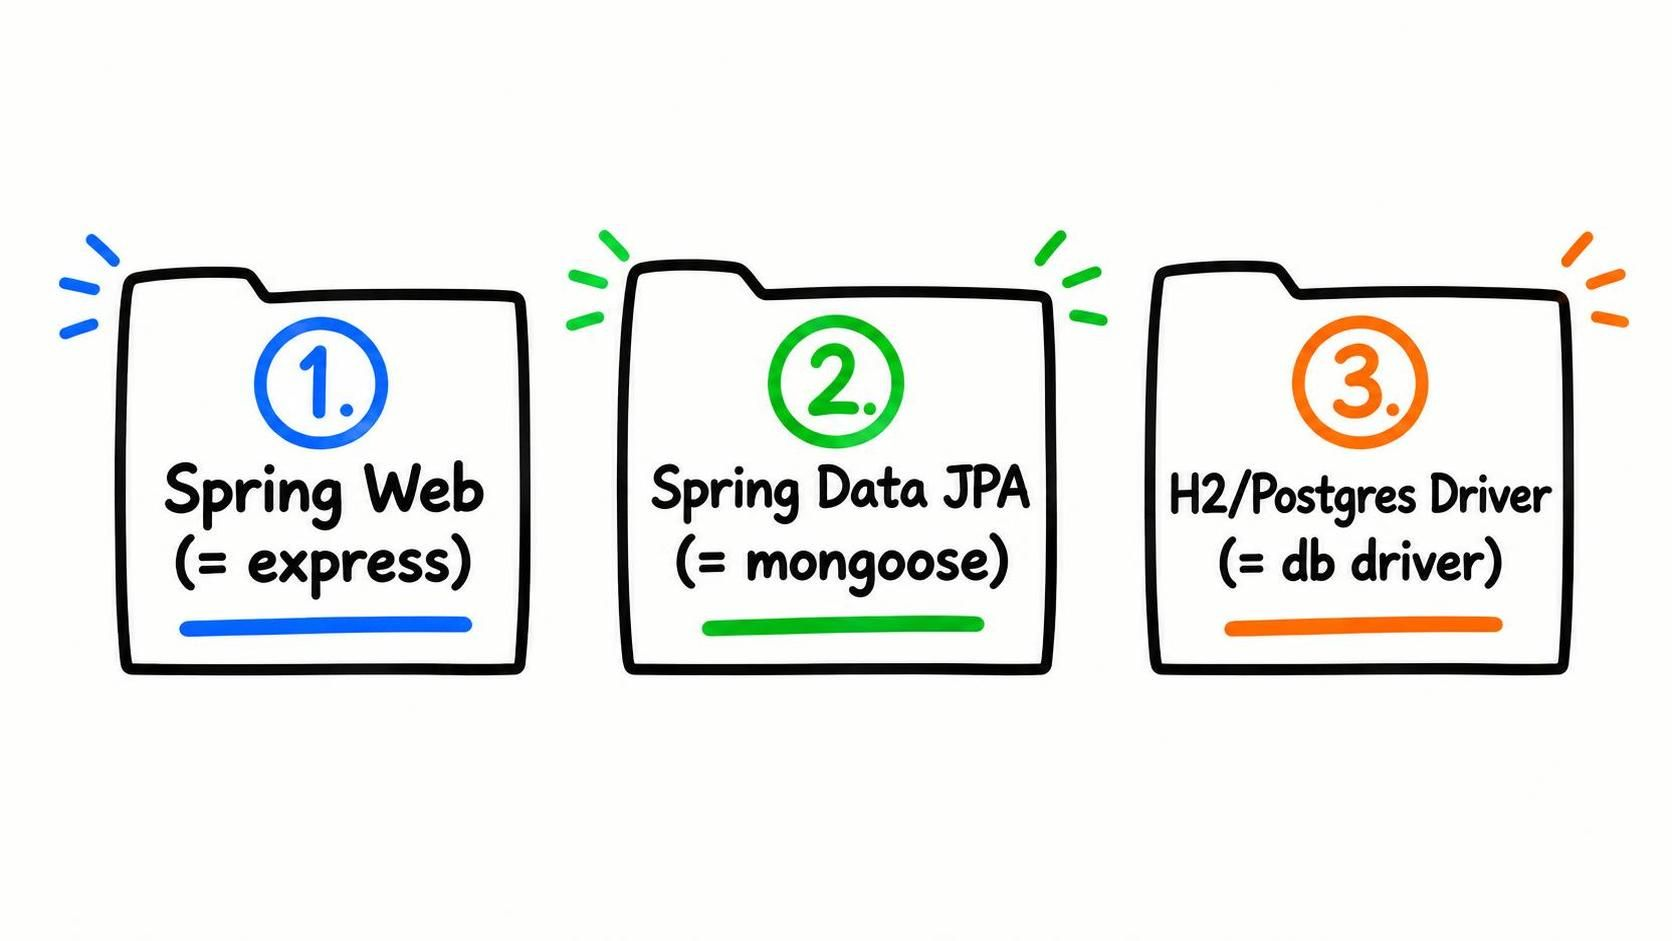 1.
Spring Web
(= express)
2.
Spring Data JPA
(= mongoose)
3.
H2/Postgres Driver
(= db driver)